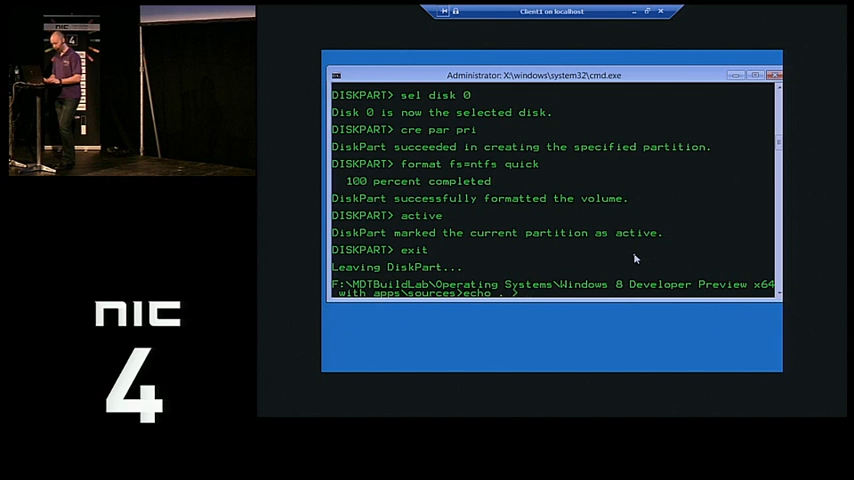 Client1 on localhost
nic
4
Administrator: X:\windows\system32\cmd.exe
DISKPART> sel disk 0
Disk 0 is now the selected disk.
DISKPART> cre par pri
DiskPart succeeded in creating the specified partition.
DISKPART> format fs=ntfs quick
100 percent completed
DiskPart successfully formatted the volume.
DISKPART> active
DiskPart marked the current partition as active.
DISKPART> exit
Leaving DiskPart...
F:\MDTBuildLab\Operating Systems\Windows 8 Developer Preview x64
with apps\sources>echo . >
nic
4